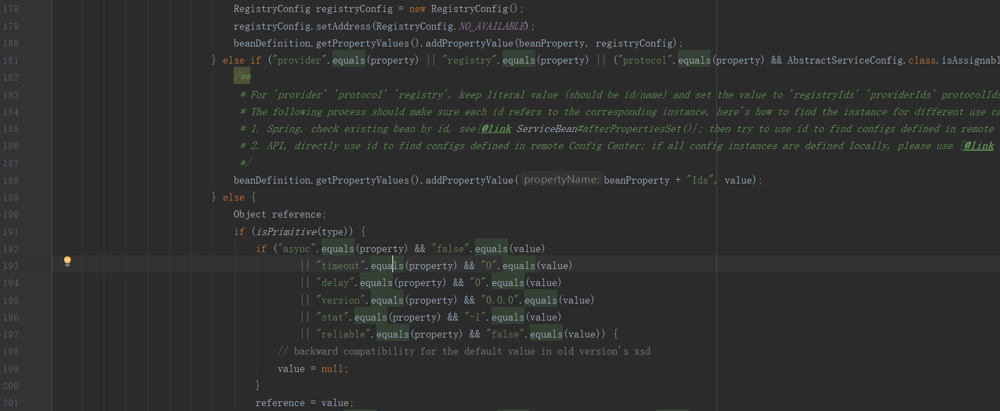 178 RegistryConfig registryConfig = new RegistryConfig();
179 registryConfig.setAddress(RegistryConfig.NO_AVAILABLE);
180 beanDefinition.getPropertyValues().addPropertyValue(beanProperty, registryConfig);
181 } else if ("provider".equals(property) || "registry".equals(property) || ("protocol".equals(property) && AbstractServiceConfig.class.isAssignabl
182 /**
183 * For 'provider' 'protocol' 'registry', keep literal value (should be id/name) and set the value to 'registryIds' 'providerIds' protocolIds
184 * The following process should make sure each id refers to the corresponding instance, here's how to find the instance for different use ca
185 * 1. Spring, check existing bean by id, see{@link ServiceBean#afterPropertiesSet()}; then try to use id to find configs defined in remote
186 * 2. API, directly use id to find configs defined in remote Config Center; if all config instances are defined locally, please use {@link
187 */
188 beanDefinition.getPropertyValues().addPropertyValue( propertyName: beanProperty + "Ids", value);
189 } else {
190 Object reference;
191 if (isPrimitive(type)) {
192 if ("async".equals(property) && "false".equals(value)
193 || "timeout".equals(property) && "0".equals(value)
194 || "delay".equals(property) && "0".equals(value)
195 || "version".equals(property) && "0.0.0".equals(value)
196 || "stat".equals(property) && "-1".equals(value)
197 || "reliable".equals(property) && "false".equals(value)) {
198 // backward compatibility for the default value in old version's xsd
199 value = null;
200 }
201 reference = value;